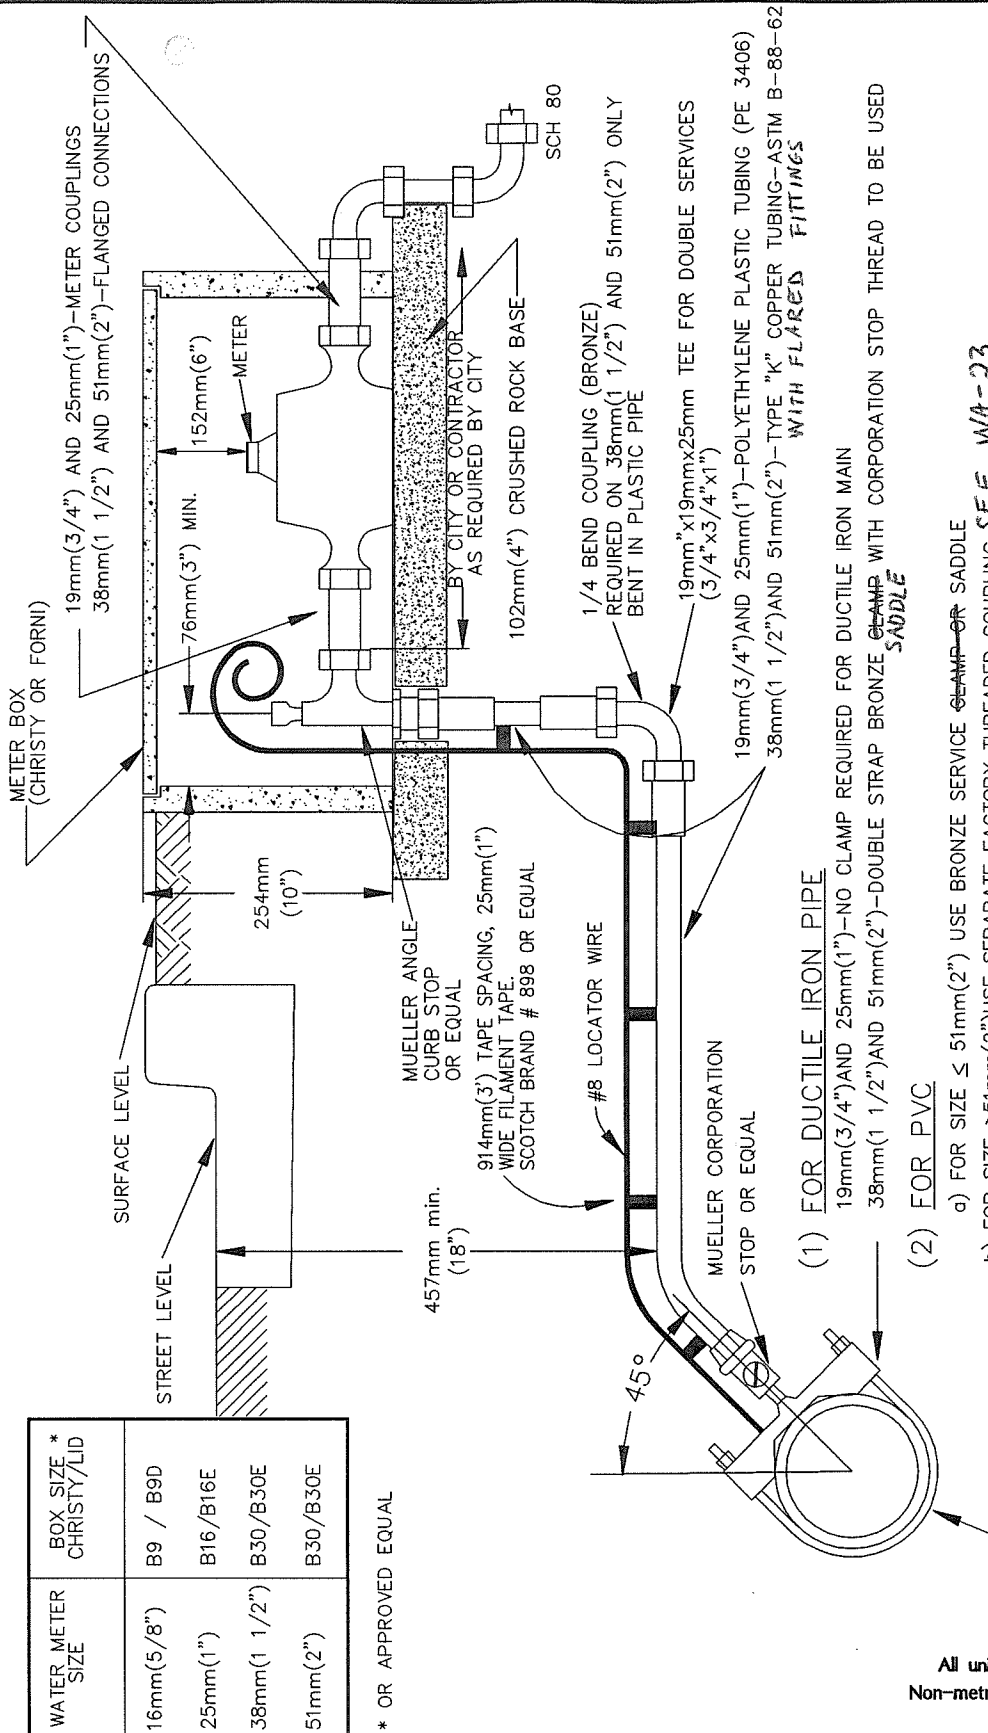 WATER METER SIZE | BOX SIZE * CHRISTY/LID
16mm(5/8") | B9 / B9D
25mm(1") | B16/B16E
38mm(1 1/2") | B30/B30E
51mm(2") | B30/B30E
* OR APPROVED EQUAL
STREET LEVEL
SURFACE LEVEL
METER BOX
(CHRISTY OR FORNI)
19mm(3/4") AND 25mm(1")-METER COUPLINGS
38mm(1 1/2") AND 51mm(2")-FLANGED CONNECTIONS
76mm(3") MIN.
152mm(6")
METER
254mm
(10")
SCH 80
BY CITY OR CONTRACTOR
AS REQUIRED BY CITY
102mm(4") CRUSHED ROCK BASE
MUELLER ANGLE
CURB STOP
OR EQUAL
914mm(3') TAPE SPACING, 25mm(1")
WIDE FILAMENT TAPE.
SCOTCH BRAND # 898 OR EQUAL
#8 LOCATOR WIRE
457mm min.
(18")
45°
MUELLER CORPORATION
STOP OR EQUAL
1/4 BEND COUPLING (BRONZE)
REQUIRED ON 38mm(1 1/2") AND 51mm(2") ONLY
BENT IN PLASTIC PIPE
19mm"x19mmx25mm TEE FOR DOUBLE SERVICES
(3/4"x3/4"x1")
19mm(3/4")AND 25mm(1")-POLYETHYLENE PLASTIC TUBING (PE 3406)
38mm(1 1/2")AND 51mm(2")-TYPE "K" COPPER TUBING-ASTM B-88-62
WITH FLARED FITTINGS
(1) FOR DUCTILE IRON PIPE
19mm(3/4")AND 25mm(1")-NO CLAMP REQUIRED FOR DUCTILE IRON MAIN
38mm(1 1/2")AND 51mm(2")-DOUBLE STRAP BRONZE CLAMP WITH CORPORATION STOP THREAD TO BE USED
SADDLE
(2) FOR PVC
a) FOR SIZE ≤ 51mm(2") USE BRONZE SERVICE CLAMP OR SADDLE
b) FOR SIZE >51mm(2")USE SEPARATE FACTORY THREADED COUPLING SEE WA-23
All un
Non-metr